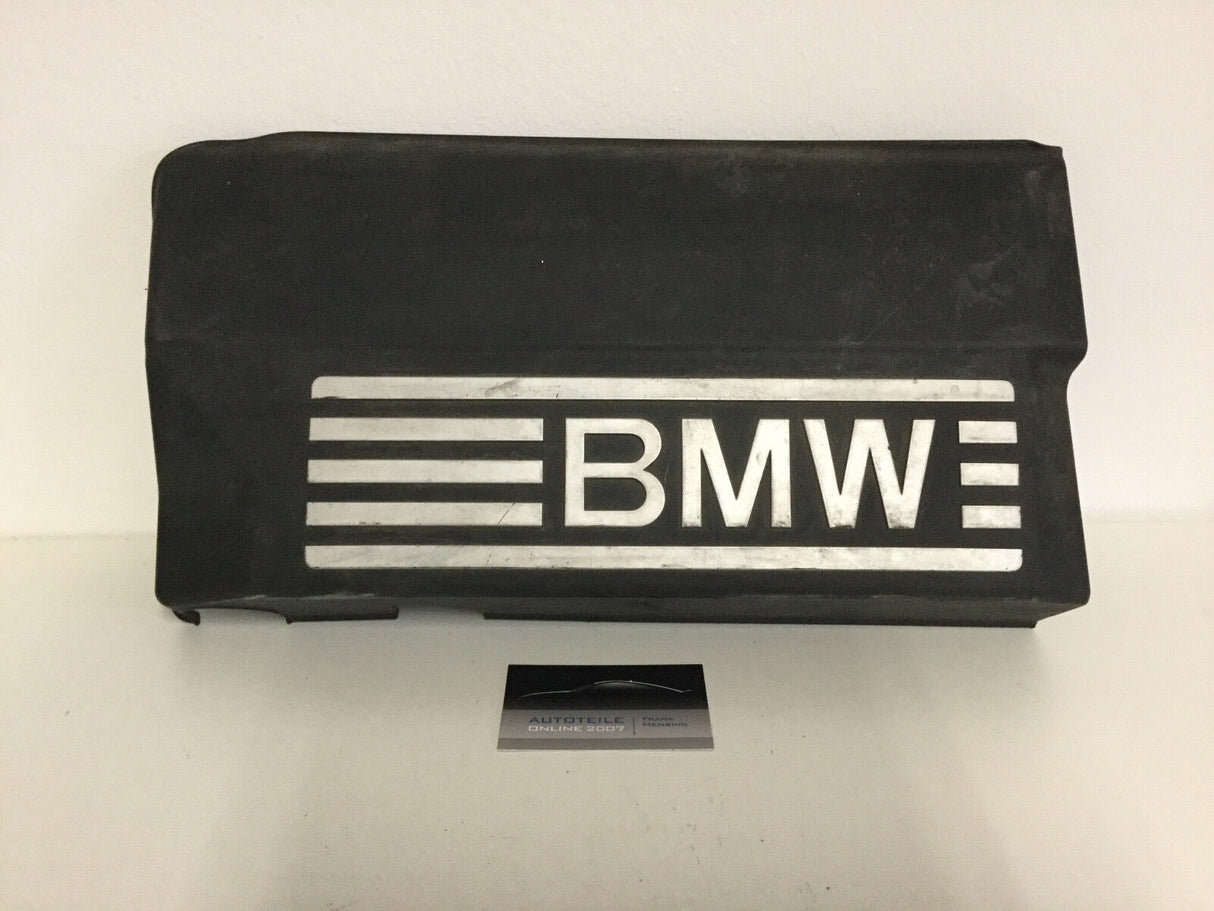 BMW
AUTOTEILE
ONLINE 2007
FRANK
MENSING